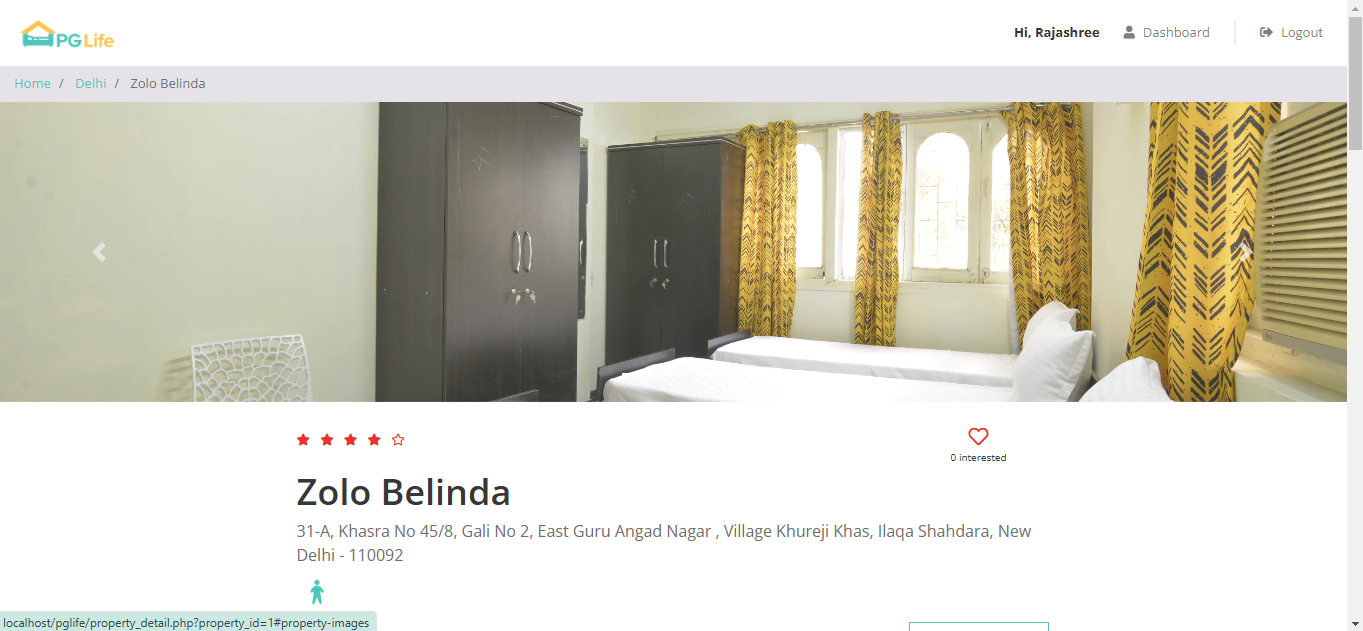 PG Life
Hi, Rajashree
Dashboard
Logout
Home / Delhi / Zolo Belinda
0 interested
Zolo Belinda
31-A, Khasra No 45/8, Gali No 2, East Guru Angad Nagar , Village Khureji Khas, Ilaqa Shahdara, New
Delhi - 110092
localhost/pglife/property_detail.php?property_id=1#property-images